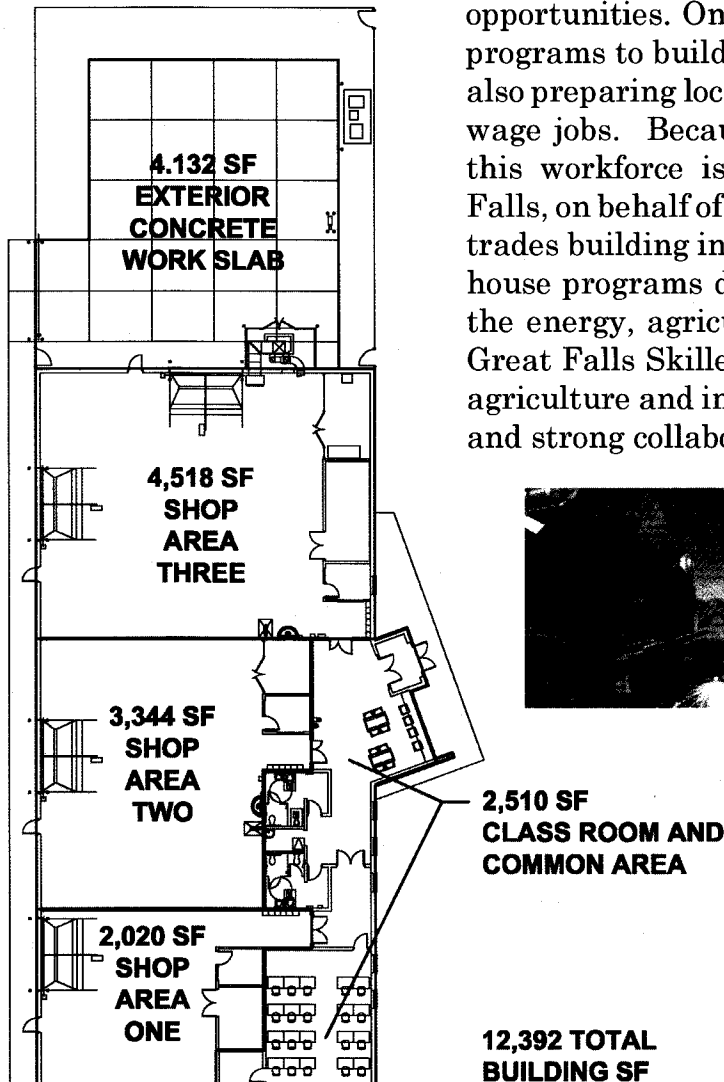 opportunities. On
programs to build
also preparing loc
wage jobs. Becau
this workforce is
Falls, on behalf of
trades building in
house programs d
the energy, agricu
Great Falls Skille
agriculture and in
and strong collabo
4.132 SF
EXTERIOR
CONCRETE
WORK SLAB
4,518 SF
SHOP
AREA
THREE
3,344 SF
SHOP
AREA
TWO
2,510 SF
CLASS ROOM AND
COMMON AREA
2,020 SF
SHOP
AREA
ONE
12,392 TOTAL
BUILDING SF